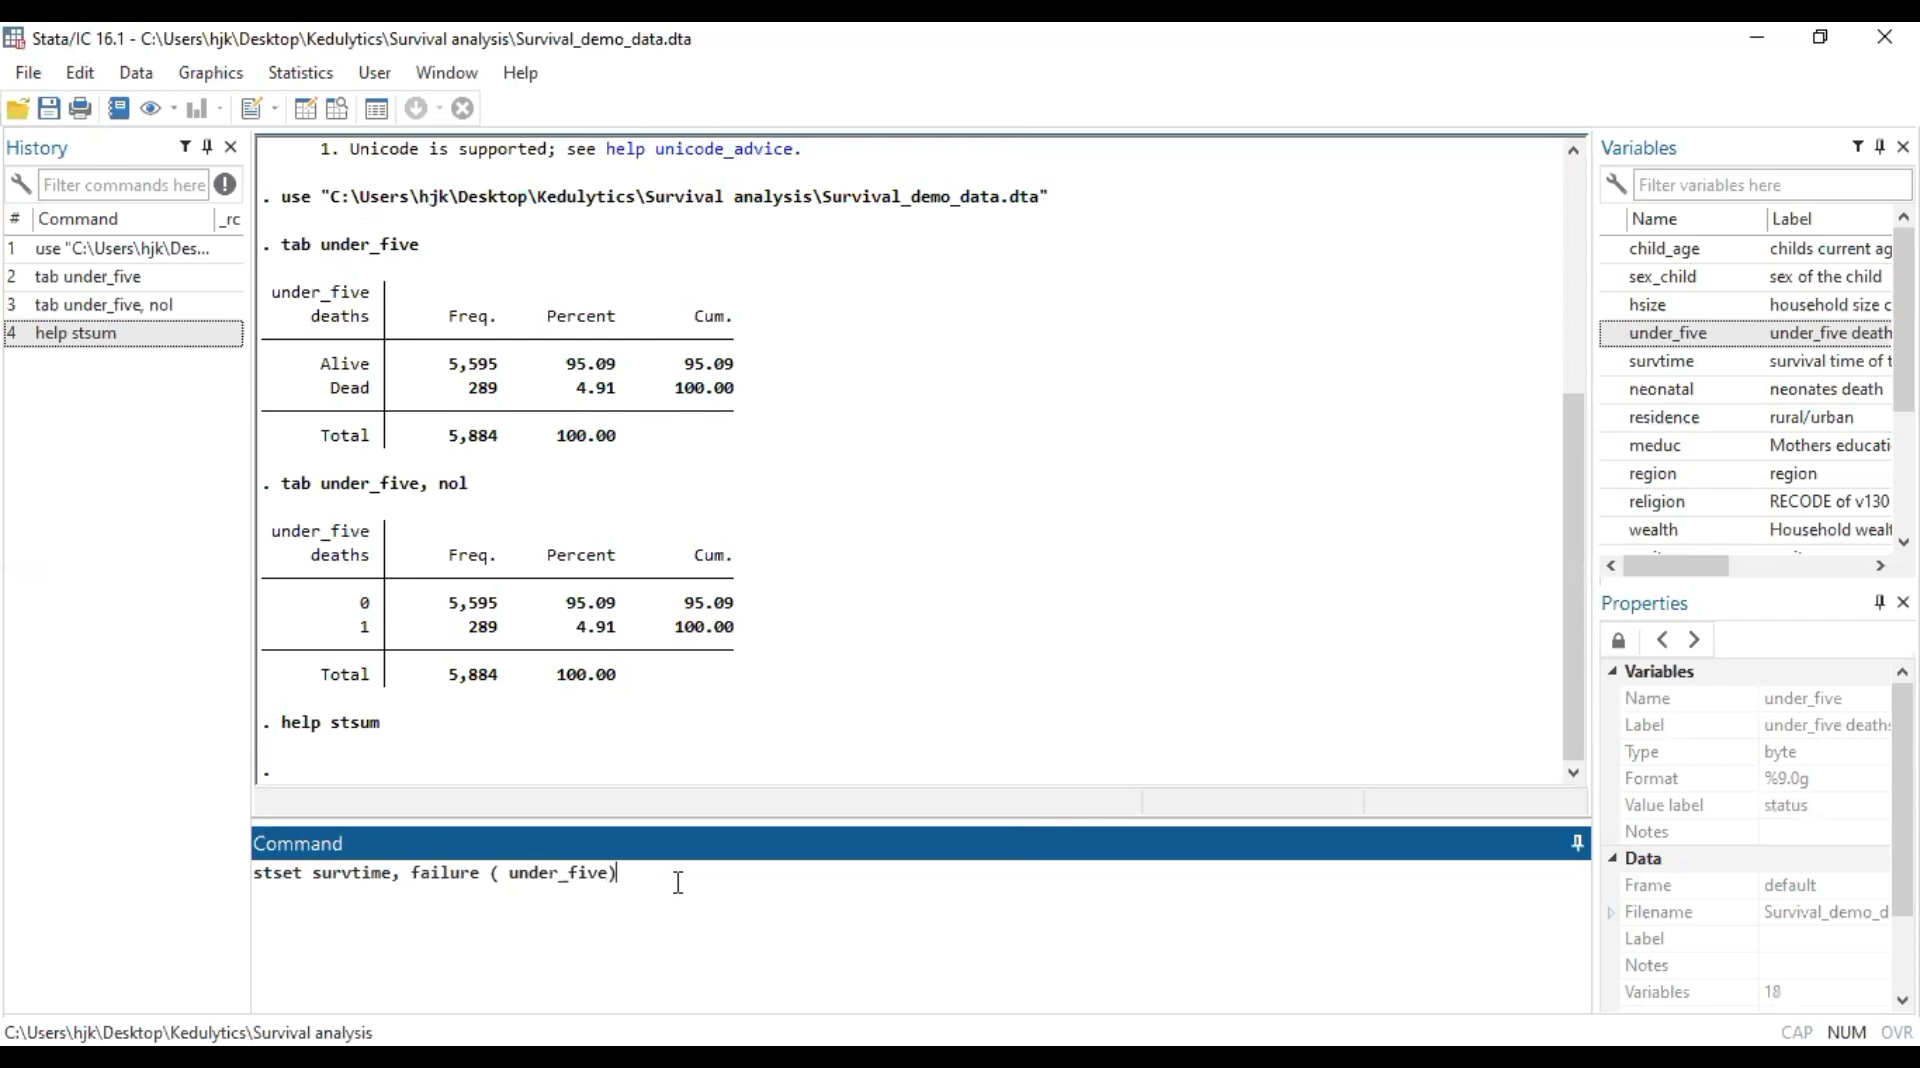 Stata/IC 16.1 - C:\Users\hjk\Desktop\Kedulytics\Survival analysis\Survival_demo_data.dta
File Edit Data Graphics Statistics User Window Help
History
Filter commands here
# Command _rc
1 use "C:\Users\hjk\Des...
2 tab under_five
3 tab under_five, nol
4 help stsum
1. Unicode is supported; see help unicode_advice.
. use "C:\Users\hjk\Desktop\Kedulytics\Survival analysis\Survival_demo_data.dta"
. tab under_five
under_five
deaths Freq. Percent Cum.
Alive 5,595 95.09 95.09
Dead 289 4.91 100.00
Total 5,884 100.00
. tab under_five, nol
under_five
deaths Freq. Percent Cum.
0 5,595 95.09 95.09
1 289 4.91 100.00
Total 5,884 100.00
. help stsum
.
Command
stset survtime, failure ( under_five)
Variables
Filter variables here
Name Label
child_age childs current ag
sex_child sex of the child
hsize household size c
under_five under_five death
survtime survival time of t
neonatal neonates death
residence rural/urban
meduc Mothers educati
region region
religion RECODE of v130
wealth Household wealt
Properties
Variables
Name under_five
Label under_five deaths
Type byte
Format %9.0g
Value label status
Notes
Data
Frame default
Filename Survival_demo_d
Label
Notes
Variables 18
C:\Users\hjk\Desktop\Kedulytics\Survival analysis
CAP NUM OVR